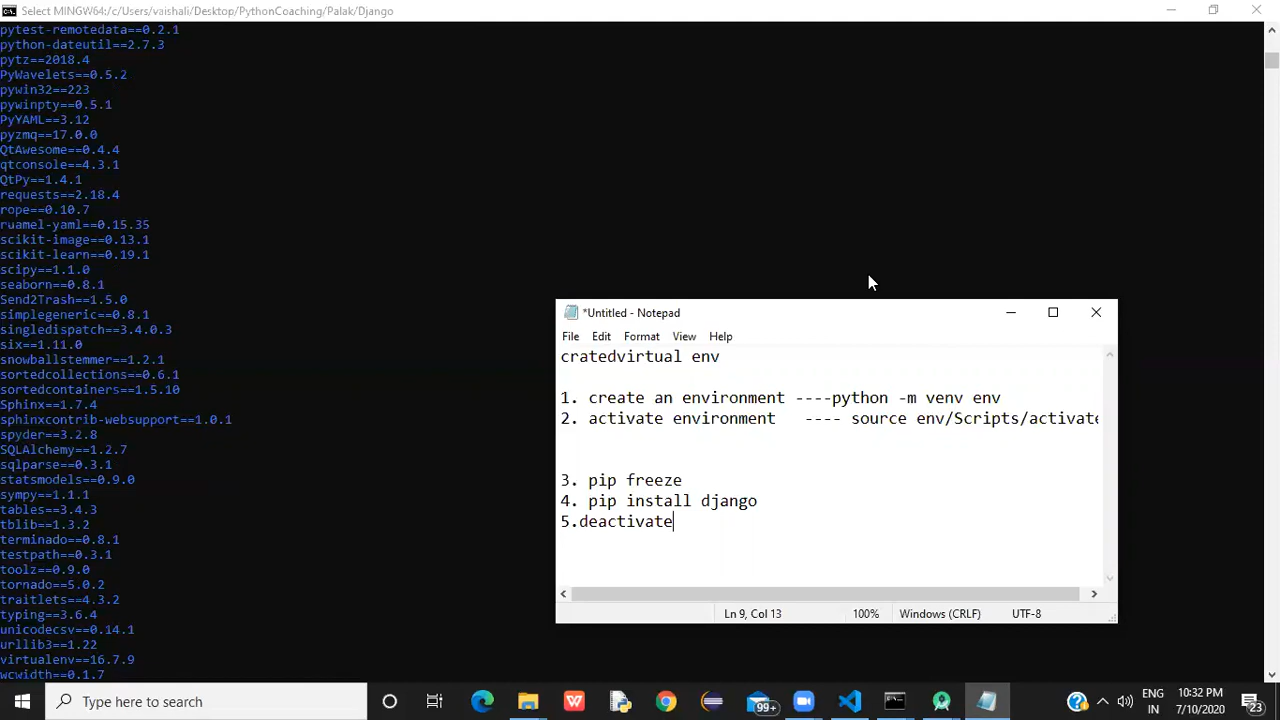 Select MINGW64:/c/Users/vaishali/Desktop/PythonCoaching/Palak/Django
pytest-remotedata==0.2.1
python-dateutil==2.7.3
pytz==2018.4
PyWavelets==0.5.2
pywin32==223
pywinpty==0.5.1
PyYAML==3.12
pyzmq==17.0.0
QtAwesome==0.4.4
qtconsole==4.3.1
QtPy==1.4.1
requests==2.18.4
rope==0.10.7
ruamel-yaml==0.15.35
scikit-image==0.13.1
scikit-learn==0.19.1
scipy==1.1.0
seaborn==0.8.1
Send2Trash==1.5.0
simplegeneric==0.8.1
singledispatch==3.4.0.3
six==1.11.0
snowballstemmer==1.2.1
sortedcollections==0.6.1
sortedcontainers==1.5.10
Sphinx==1.7.4
sphinxcontrib-websupport==1.0.1
spyder==3.2.8
SQLAlchemy==1.2.7
sqlparse==0.3.1
statsmodels==0.9.0
sympy==1.1.1
tables==3.4.3
tblib==1.3.2
terminado==0.8.1
testpath==0.3.1
toolz==0.9.0
tornado==5.0.2
traitlets==4.3.2
typing==3.6.4
unicodecsv==0.14.1
urllib3==1.22
virtualenv==16.7.9
wcwidth==0.1.7
*Untitled - Notepad
File Edit Format View Help
cratedvirtual env
1. create an environment ----python -m venv env
2. activate environment ---- source env/Scripts/activate
3. pip freeze
4. pip install django
5.deactivate
Ln 9, Col 13 100% Windows (CRLF) UTF-8
Type here to search
99+
ENG
IN
10:32 PM
7/10/2020
23